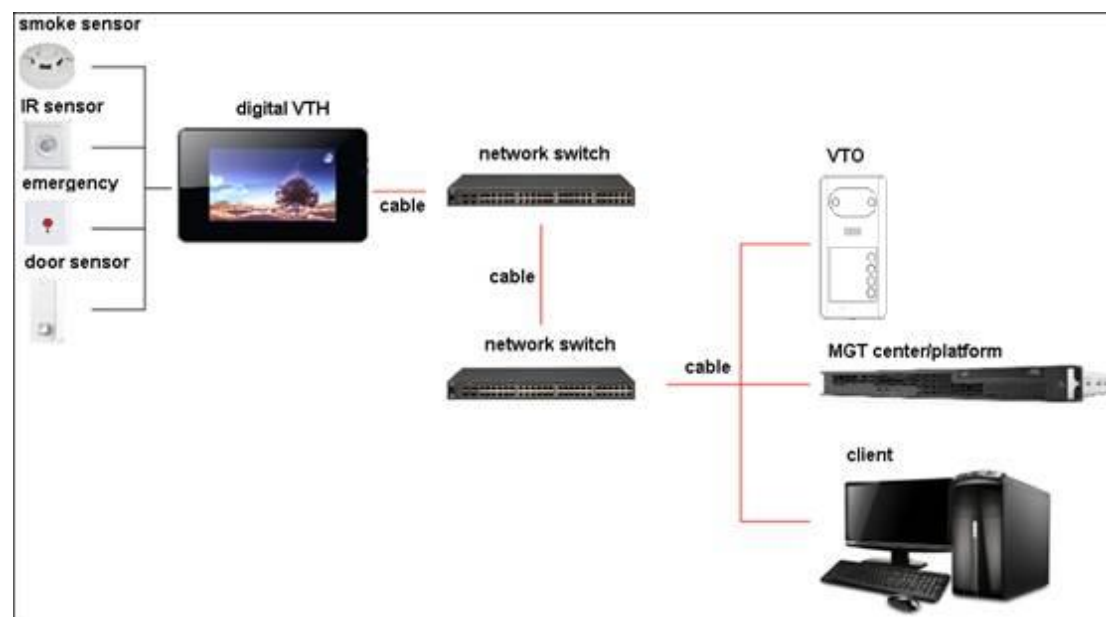 smoke sensor
IR sensor
emergency
door sensor
digital VTH
cable
network switch
cable
network switch
cable
VTO
MGT center/platform
client